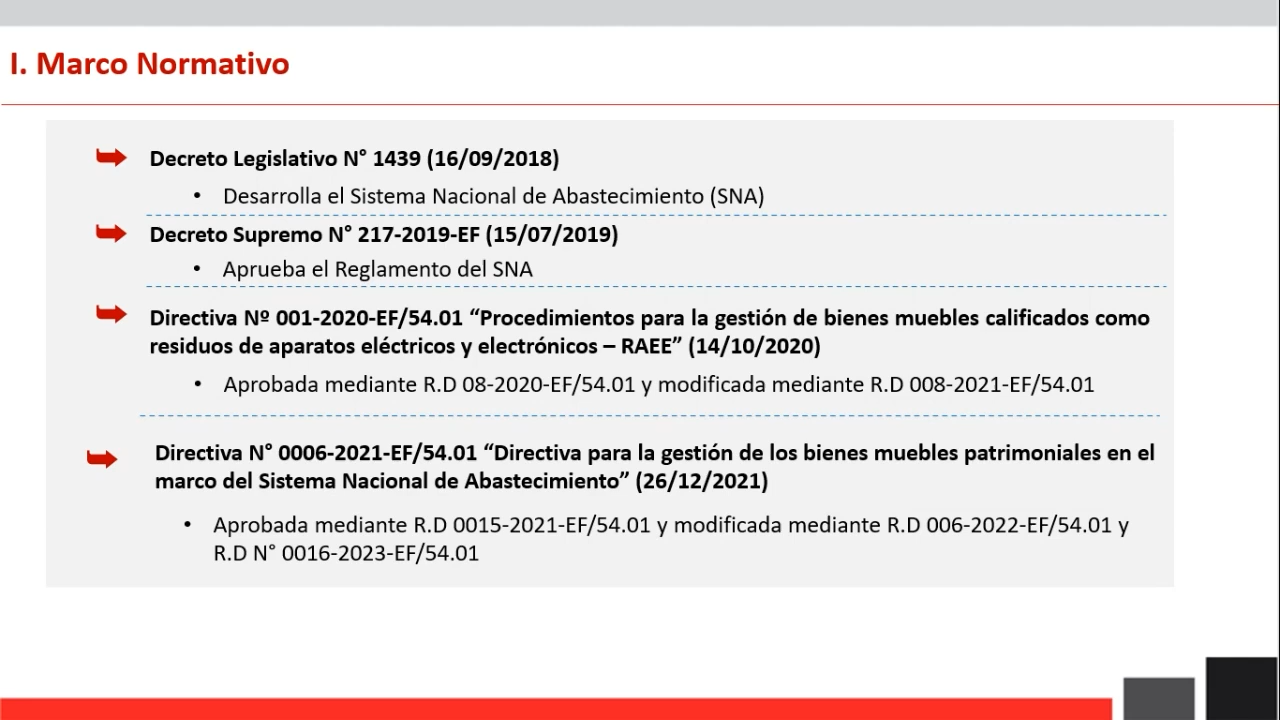 I. Marco Normativo
Decreto Legislativo N° 1439 (16/09/2018)
• Desarrolla el Sistema Nacional de Abastecimiento (SNA)
Decreto Supremo N° 217-2019-EF (15/07/2019)
• Aprueba el Reglamento del SNA
Directiva Nº 001-2020-EF/54.01 “Procedimientos para la gestión de bienes muebles calificados como
residuos de aparatos eléctricos y electrónicos – RAEE” (14/10/2020)
• Aprobada mediante R.D 08-2020-EF/54.01 y modificada mediante R.D 008-2021-EF/54.01
Directiva N° 0006-2021-EF/54.01 “Directiva para la gestión de los bienes muebles patrimoniales en el
marco del Sistema Nacional de Abastecimiento” (26/12/2021)
• Aprobada mediante R.D 0015-2021-EF/54.01 y modificada mediante R.D 006-2022-EF/54.01 y
R.D N° 0016-2023-EF/54.01